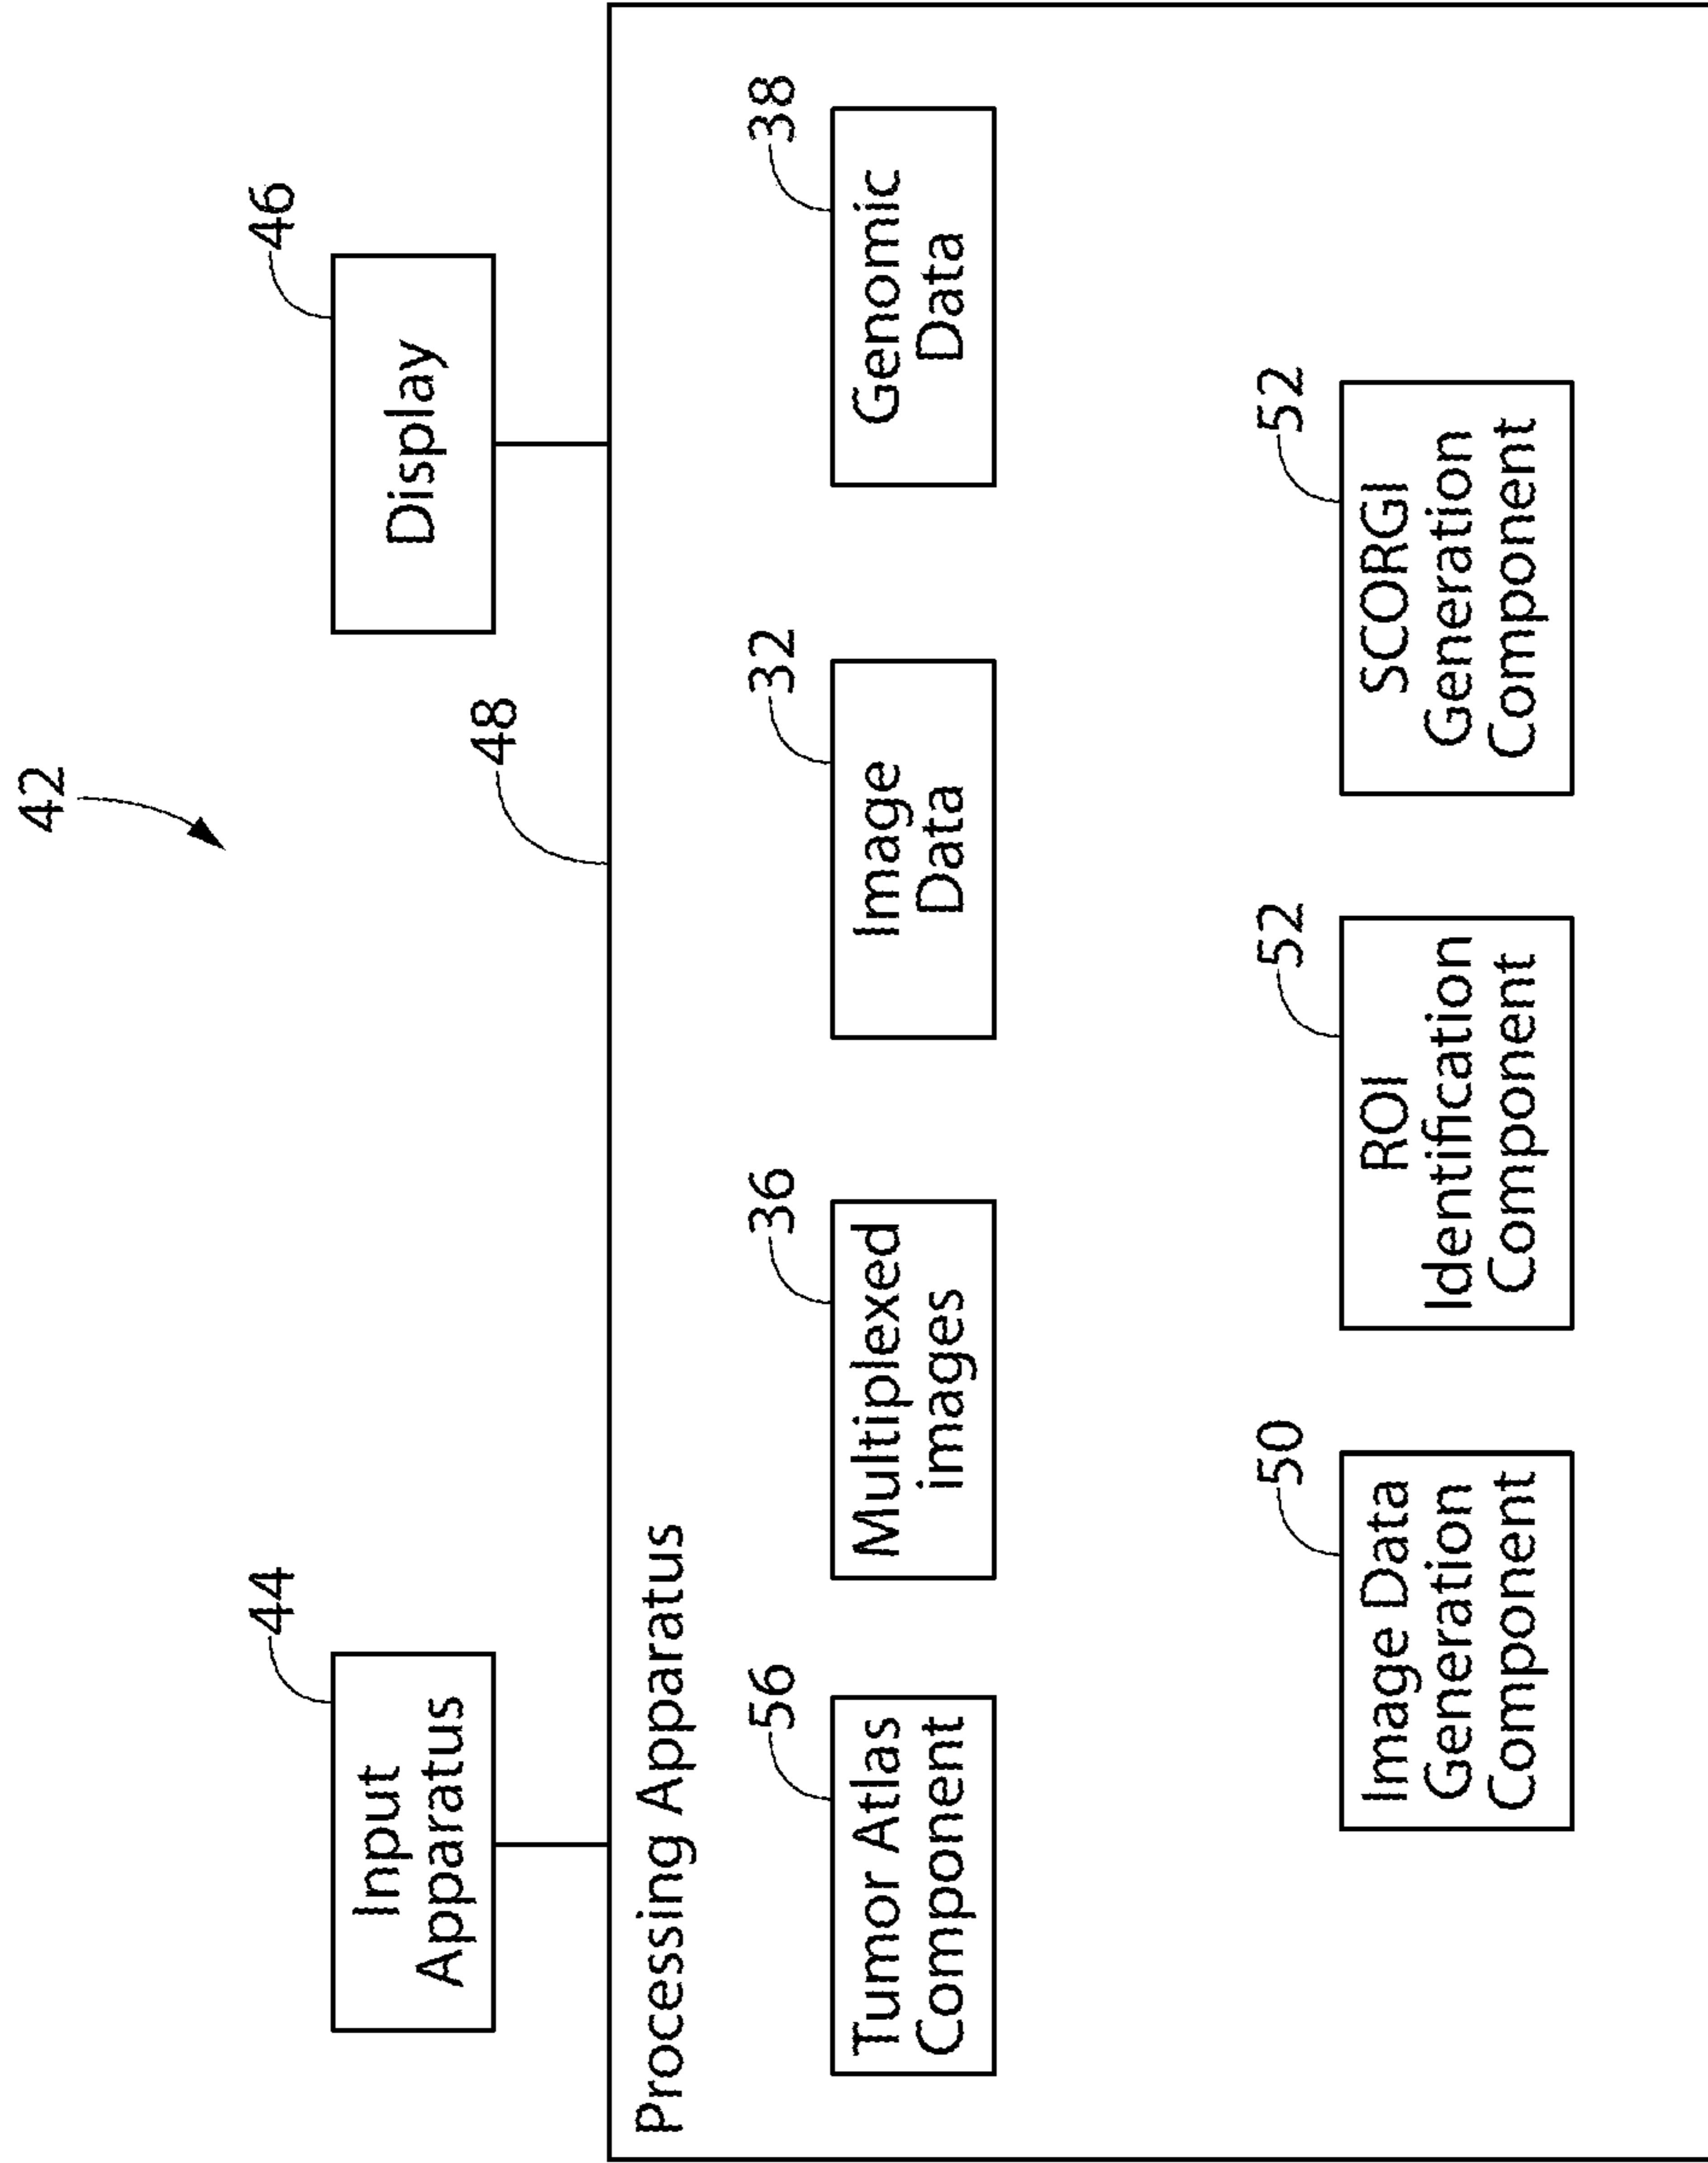 42
44
46
Input
Apparatus
Display
48
Processing Apparatus
56
36
32
38
Tumor Atlas
Component
Multiplexed
images
Image
Data
Genomic
Data
50
52
52
Image Data
Generation
Component
ROI
Identification
Component
SCORGI
Generation
Component